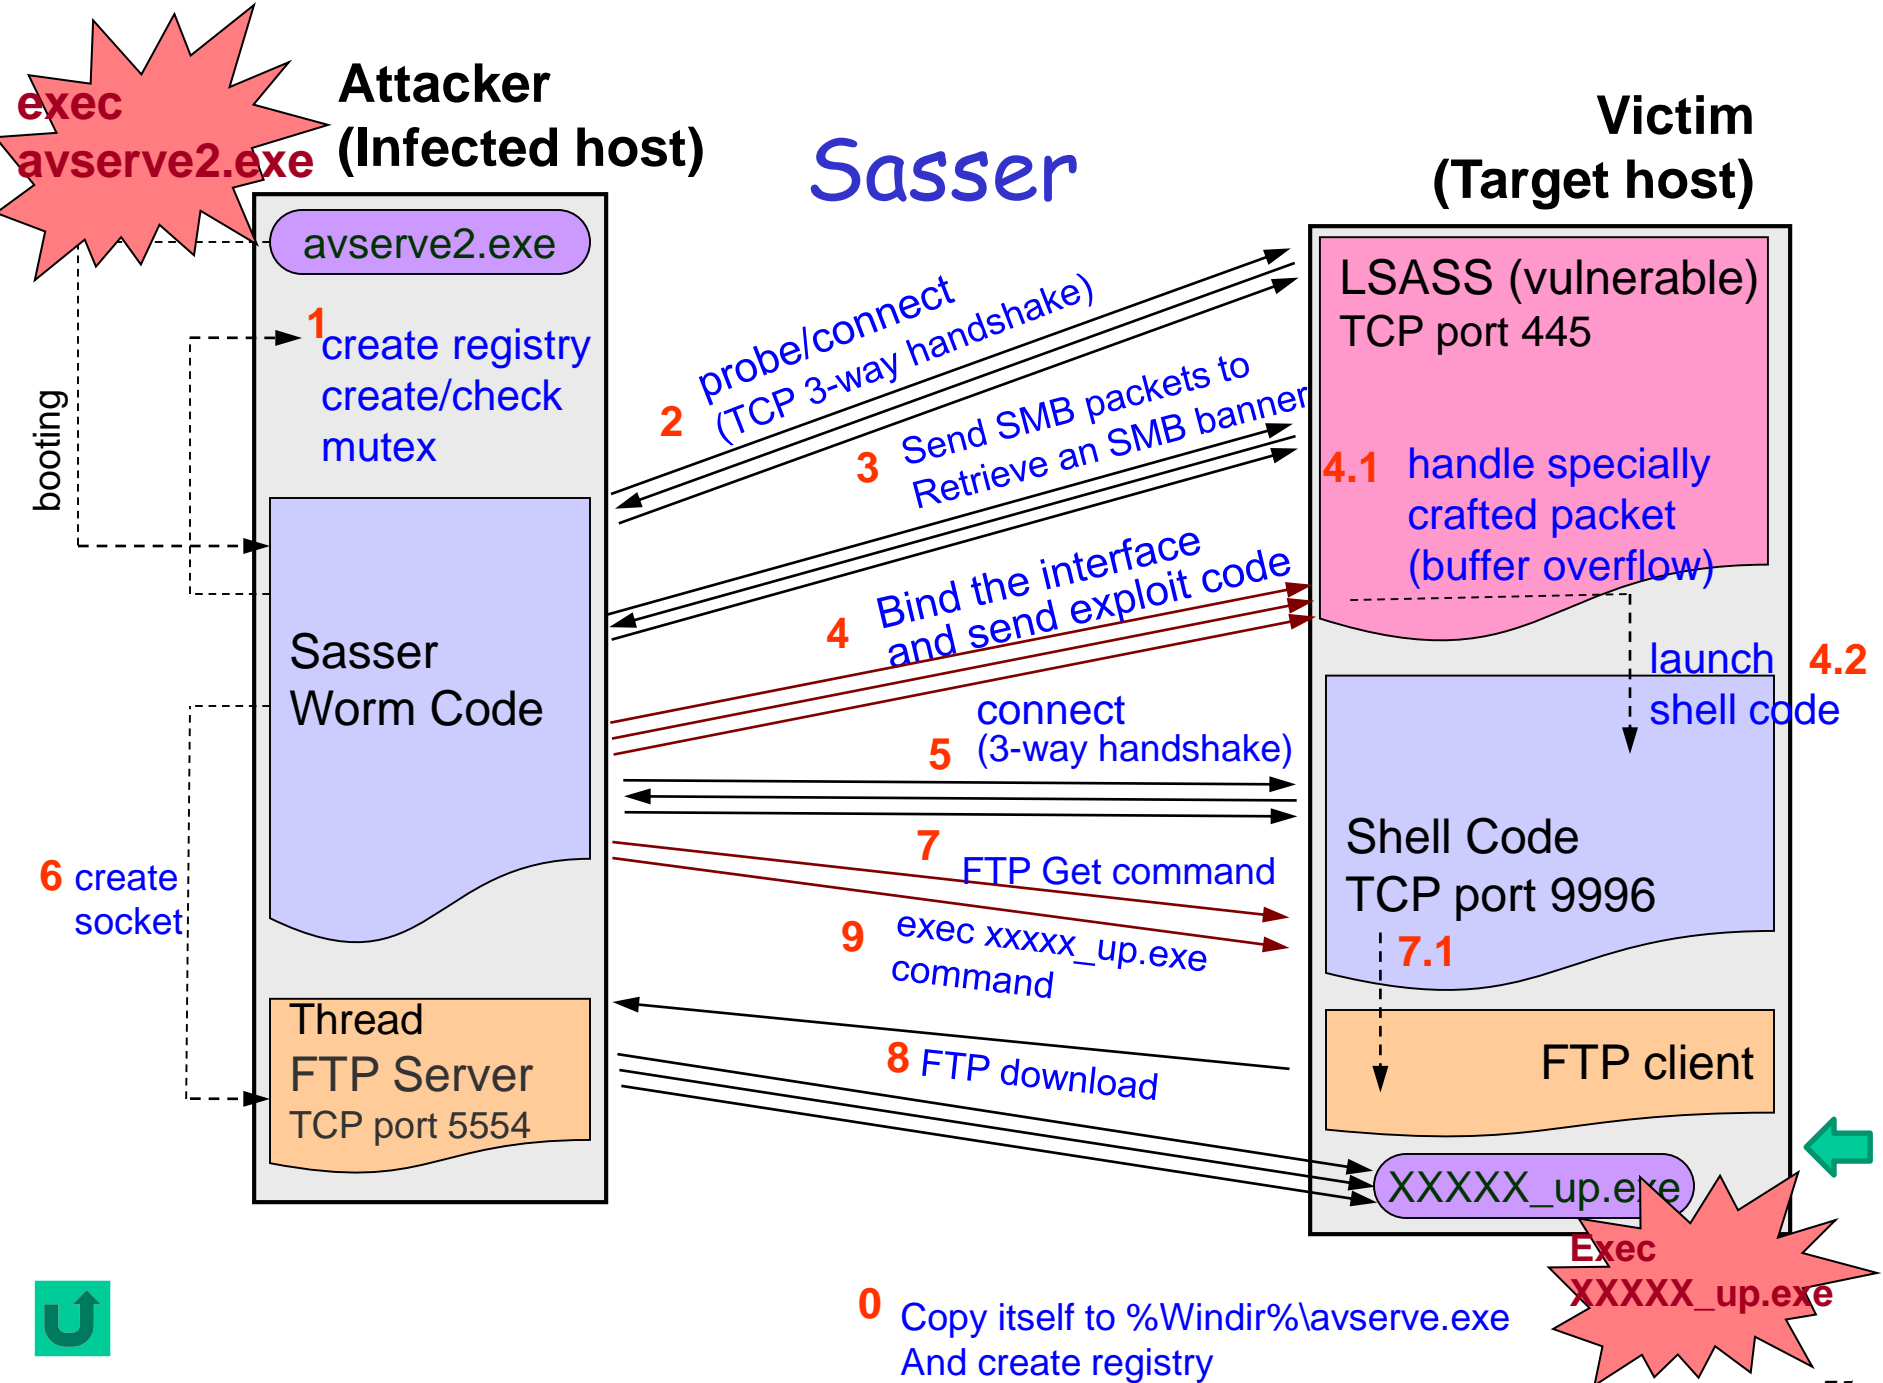 exec
avserve2.exe
Attacker
(Infected host)
Sasser
Victim
(Target host)
avserve2.exe
1
create registry
create/check
mutex
booting
Sasser
Worm Code
6 create
socket
Thread
FTP Server
TCP port 5554
2
probe/connect
(TCP 3-way handshake)
3
Send SMB packets to
Retrieve an SMB banner
4
Bind the interface
and send exploit code
5
connect
(3-way handshake)
7
FTP Get command
9
exec xxxxx_up.exe
command
8 FTP download
LSASS (vulnerable)
TCP port 445
4.1 handle specially
crafted packet
(buffer overflow)
launch 4.2
shell code
Shell Code
TCP port 9996
7.1
FTP client
XXXXX_up.exe
Exec
XXXXX_up.exe
0 Copy itself to %Windir%\avserve.exe
And create registry